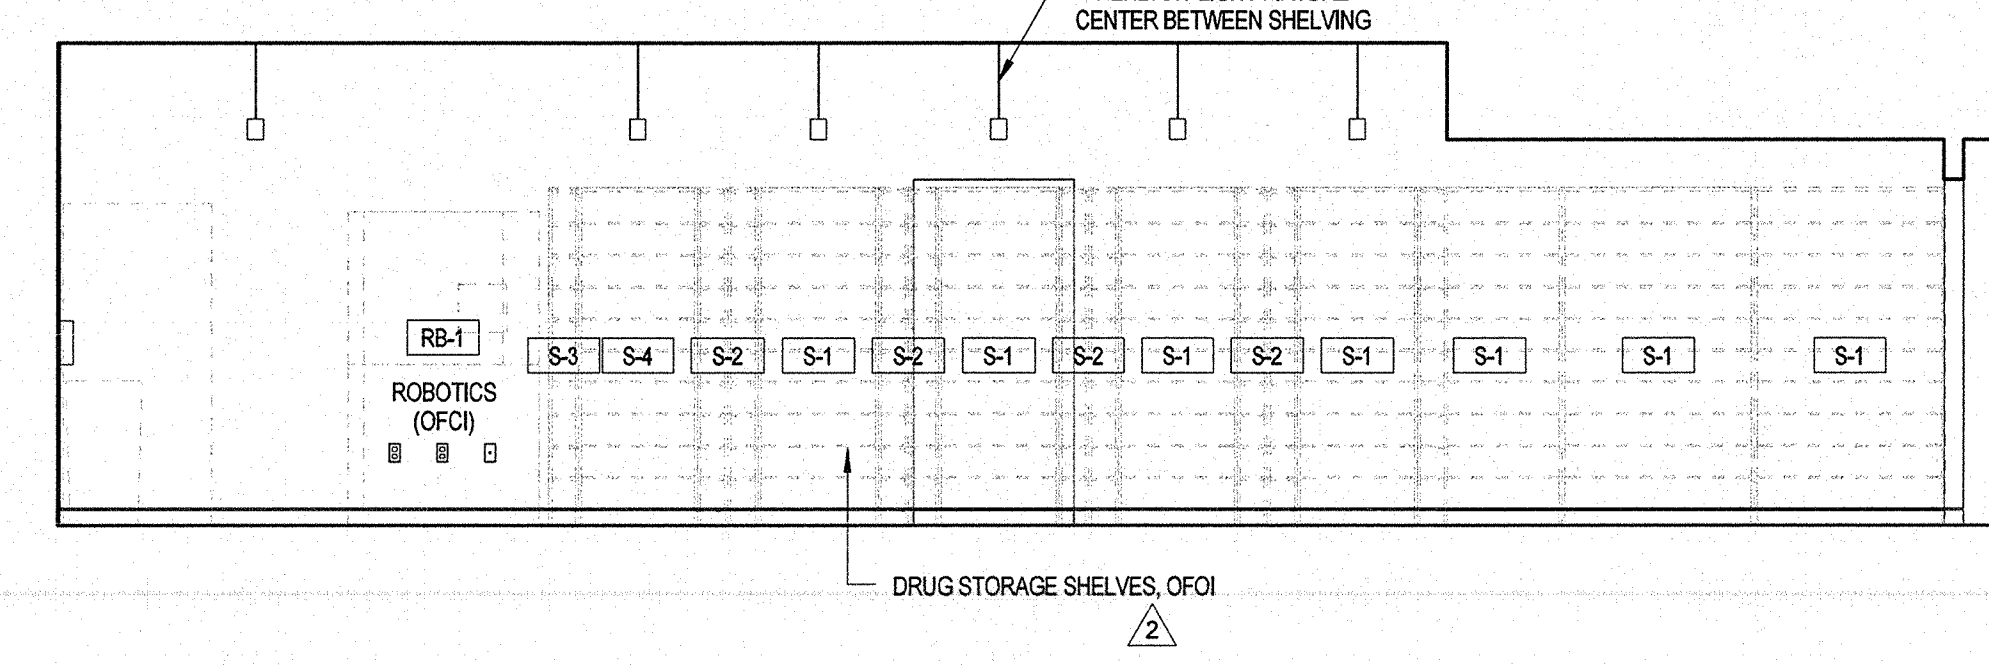 CENTER BETWEEN SHELVING
RB-1
ROBOTICS
(OFCI)
S-3 S-4 S-2 S-1 S-2 S-1 S-2 S-1 S-2 S-1 S-1 S-1 S-1
DRUG STORAGE SHELVES, OFOI
2